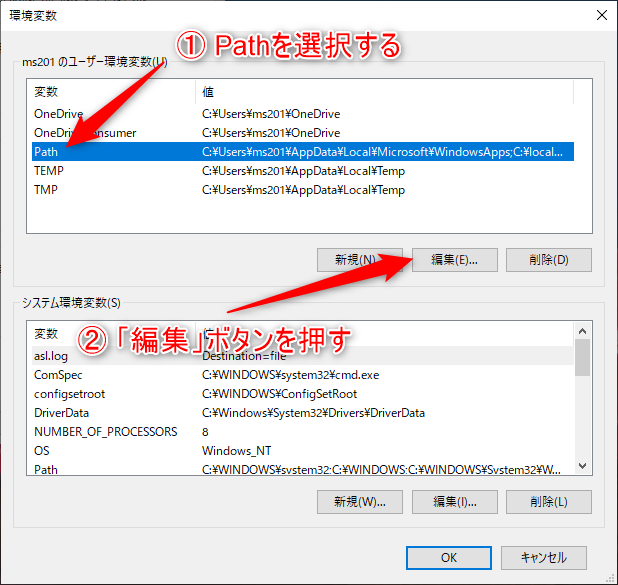 環境変数
① Pathを選択する
ms201 のユーザー環境変数(U)
変数 値
OneDrive C:¥Users¥ms201¥OneDrive
OneDriveConsumer C:¥Users¥ms201¥OneDrive
Path C:¥Users¥ms201¥AppData¥Local¥Microsoft¥WindowsApps;C:¥local...
TEMP C:¥Users¥ms201¥AppData¥Local¥Temp
TMP C:¥Users¥ms201¥AppData¥Local¥Temp
新規(N)... 編集(E)... 削除(D)
システム環境変数(S)
② 「編集」ボタンを押す
変数 値
asl.log Destination=file
ComSpec C:¥WINDOWS¥system32¥cmd.exe
configsetroot C:¥WINDOWS¥ConfigSetRoot
DriverData C:¥Windows¥System32¥Drivers¥DriverData
NUMBER_OF_PROCESSORS 8
OS Windows_NT
Path C:¥WINDOWS¥system32;C:¥WINDOWS;C:¥WINDOWS¥System32¥W...
新規(W)... 編集(I)... 削除(L)
OK キャンセル